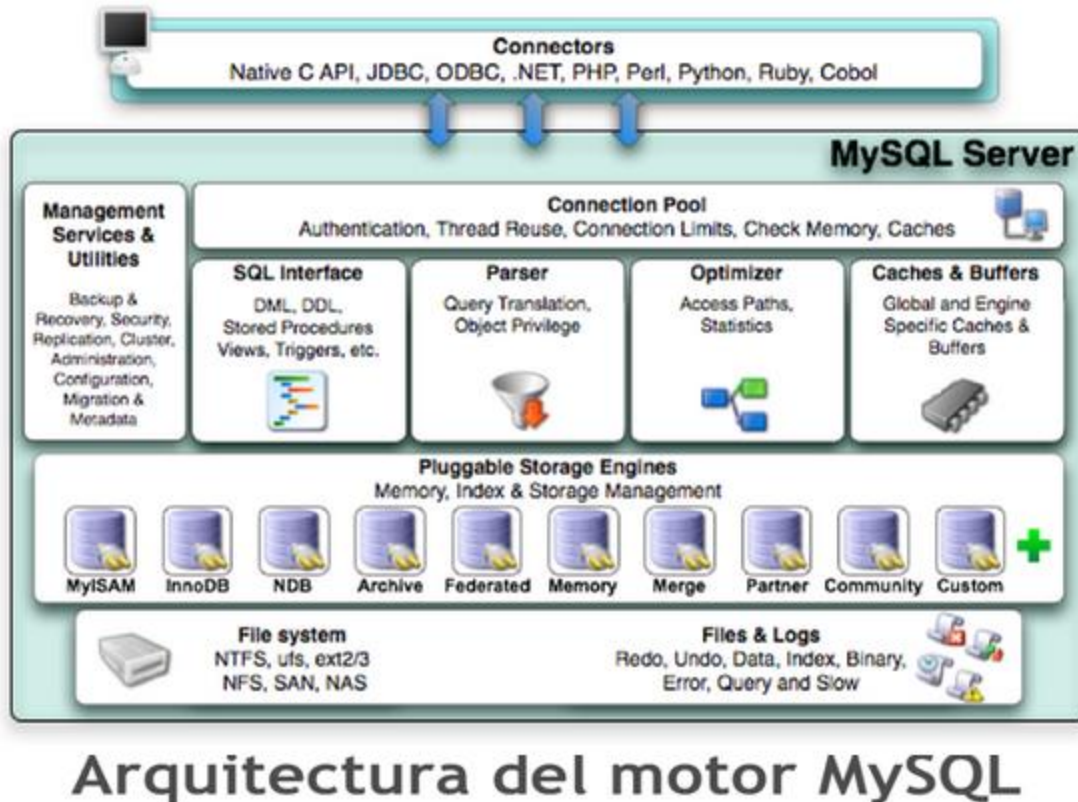 Connectors
Native C API, JDBC, ODBC, .NET, PHP, Perl, Python, Ruby, Cobol
MySQL Server
Management
Services &
Utilities
Backup &
Recovery, Security,
Replication, Cluster,
Administration,
Configuration,
Migration &
Metadata
Connection Pool
Authentication, Thread Reuse, Connection Limits, Check Memory, Caches
SQL Interface
DML, DDL,
Stored Procedures
Views, Triggers, etc.
Parser
Query Translation,
Object Privilege
Optimizer
Access Paths,
Statistics
Caches & Buffers
Global and Engine
Specific Caches &
Buffers
Pluggable Storage Engines
Memory, Index & Storage Management
MyISAM
InnoDB
NDB
Archive
Federated
Memory
Merge
Partner
Community
Custom
File system
NTFS, ufs, ext2/3
NFS, SAN, NAS
Files & Logs
Redo, Undo, Data, Index, Binary,
Error, Query and Slow
Arquitectura del motor MySQL